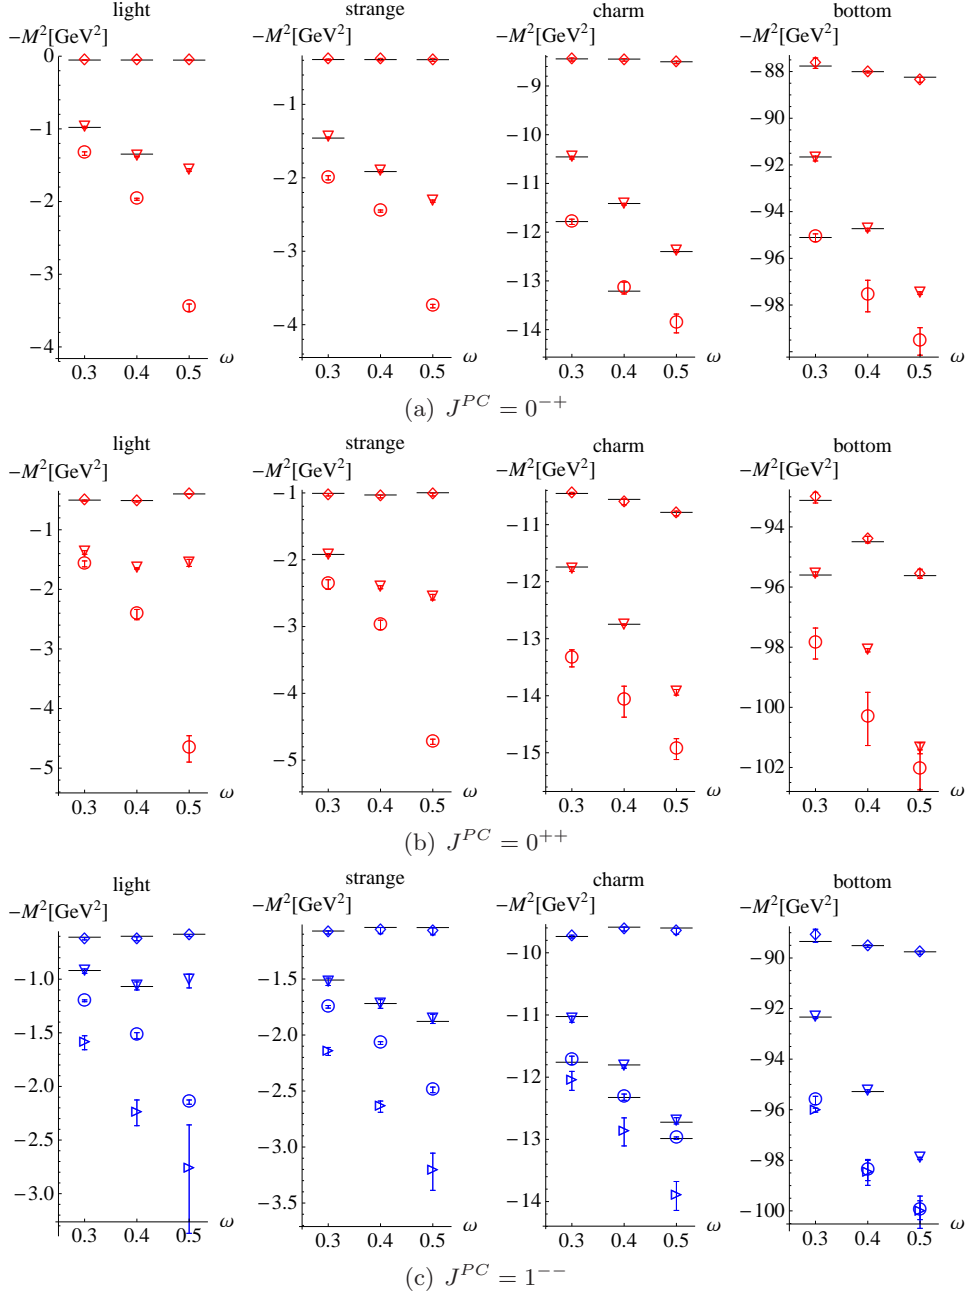 light strange charm bottom
−M²[GeV²] −M²[GeV²] −M²[GeV²] −M²[GeV²]
0 −1 −2 −3 −4
−1 −2 −3 −4
−9 −10 −11 −12 −13 −14
−88 −90 −92 −94 −96 −98
0.3 0.4 0.5 ω 0.3 0.4 0.5 ω 0.3 0.4 0.5 ω 0.3 0.4 0.5 ω
(a) J^{PC} = 0^{−+}
light strange charm bottom
−M²[GeV²] −M²[GeV²] −M²[GeV²] −M²[GeV²]
−1 −2 −3 −4 −5
−1 −2 −3 −4 −5
−11 −12 −13 −14 −15
−94 −96 −98 −100 −102
0.3 0.4 0.5 ω 0.3 0.4 0.5 ω 0.3 0.4 0.5 ω 0.3 0.4 0.5 ω
(b) J^{PC} = 0^{++}
light strange charm bottom
−M²[GeV²] −M²[GeV²] −M²[GeV²] −M²[GeV²]
−1.0 −1.5 −2.0 −2.5 −3.0
−1.5 −2.0 −2.5 −3.0 −3.5
−10 −11 −12 −13 −14
−90 −92 −94 −96 −98 −100
0.3 0.4 0.5 ω 0.3 0.4 0.5 ω 0.3 0.4 0.5 ω 0.3 0.4 0.5 ω
(c) J^{PC} = 1^{−−}